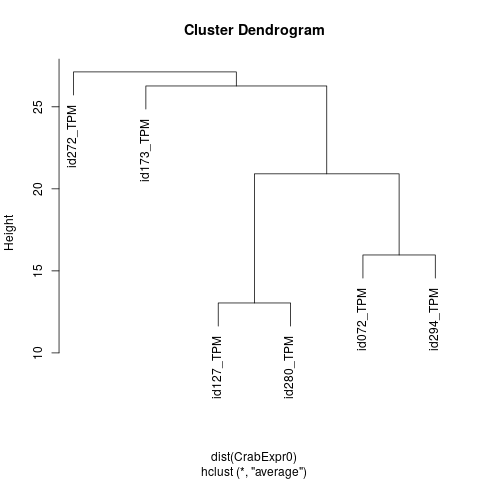 Cluster Dendrogram
Height
25
20
15
10
id272_TPM
id173_TPM
id127_TPM
id280_TPM
id072_TPM
id294_TPM
dist(CrabExpr0)
hclust (*, "average")